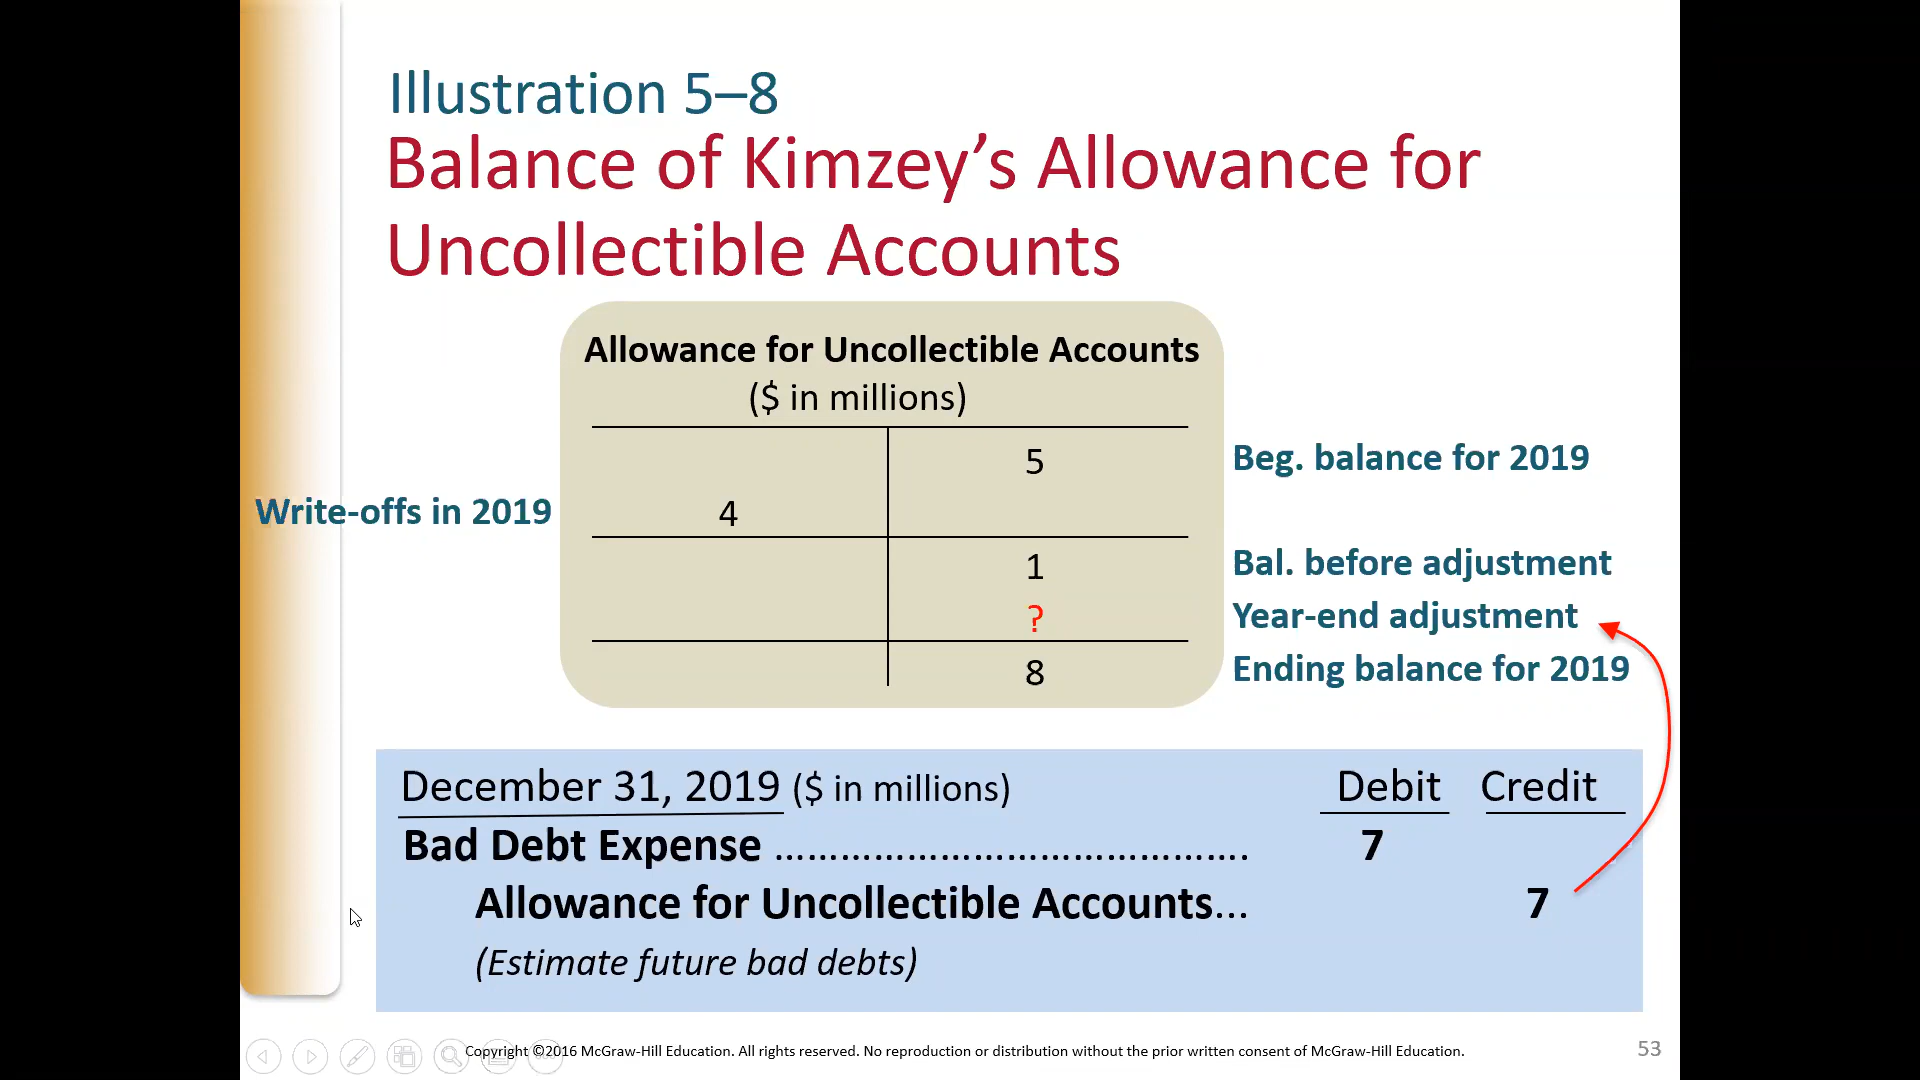 Illustration 5–8
Balance of Kimzey’s Allowance for
Uncollectible Accounts
Allowance for Uncollectible Accounts
($ in millions)
5 Beg. balance for 2019
Write-offs in 2019 4
1 Bal. before adjustment
? Year-end adjustment
8 Ending balance for 2019
December 31, 2019 ($ in millions) Debit Credit
Bad Debt Expense ……………………………………. 7
Allowance for Uncollectible Accounts… 7
(Estimate future bad debts)
Copyright ©2016 McGraw-Hill Education. All rights reserved. No reproduction or distribution without the prior written consent of McGraw-Hill Education. 53